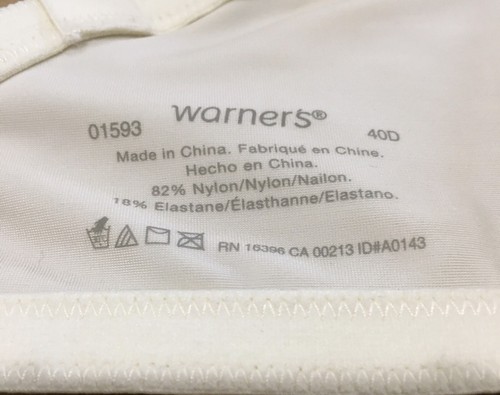 warner's®
01593 40D
Made in China. Fabriqué en Chine.
Hecho en China.
82% Nylon/Nylon/Nailon.
18% Elastane/Élasthanne/Elastano.
RN 16396 CA 00213 ID#A0143